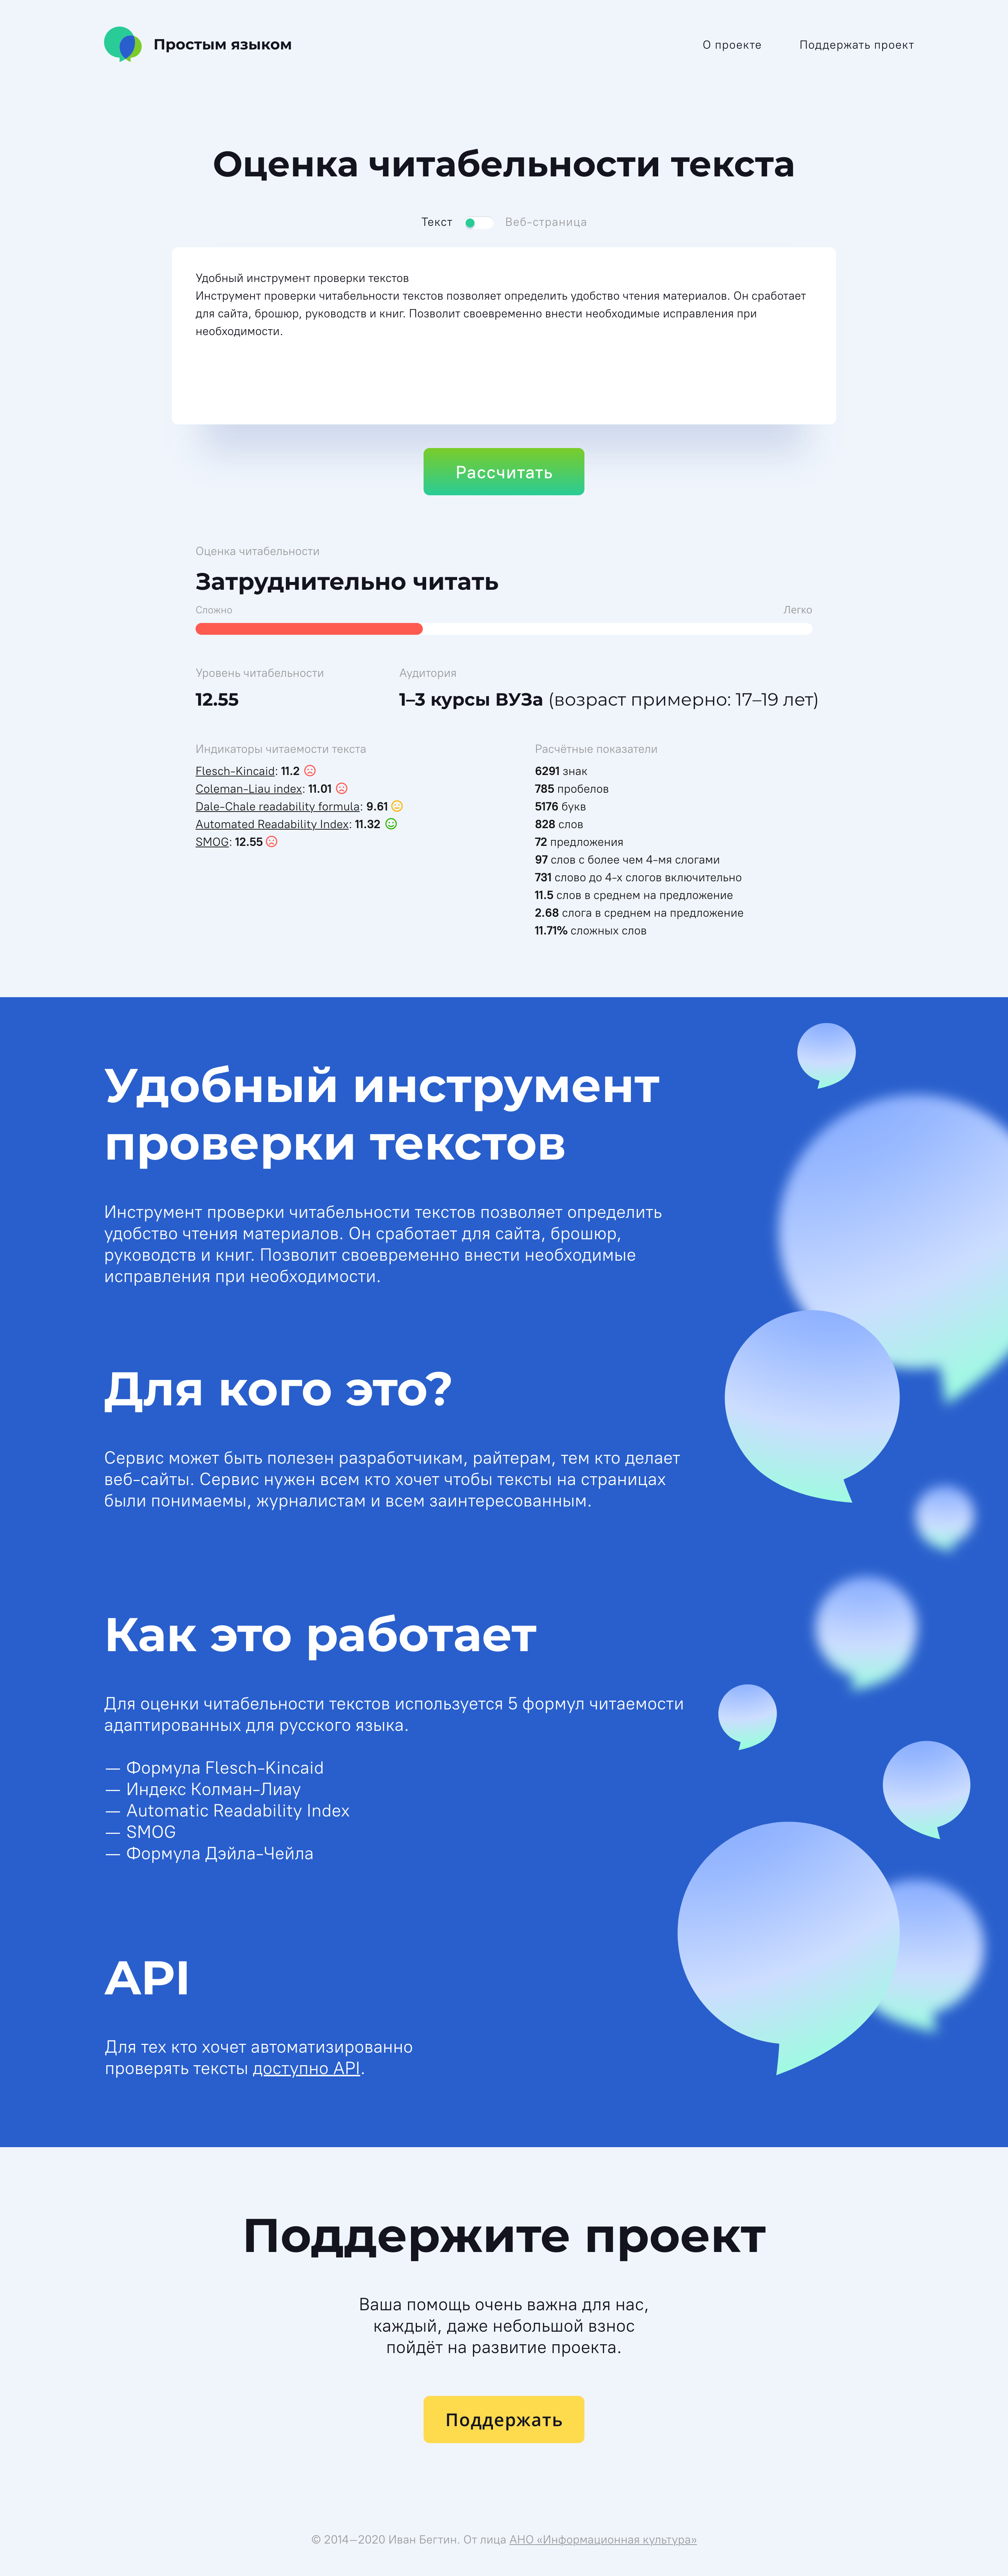 Простым языком
О проекте
Поддержать проект
Оценка читабельности текста
Текст
Веб-страница
Удобный инструмент проверки текстов
Инструмент проверки читабельности текстов позволяет определить удобство чтения материалов. Он сработает
для сайта, брошюр, руководств и книг. Позволит своевременно внести необходимые исправления при
необходимости.
Рассчитать
Оценка читабельности
Затруднительно читать
Сложно
Легко
Уровень читабельности
12.55
Аудитория
1–3 курсы ВУЗа (возраст примерно: 17–19 лет)
Индикаторы читаемости текста
Flesch-Kincaid: 11.2
Coleman-Liau index: 11.01
Dale-Chale readability formula: 9.61
Automated Readability Index: 11.32
SMOG: 12.55
Расчётные показатели
6291 знак
785 пробелов
5176 букв
828 слов
72 предложения
97 слов с более чем 4-мя слогами
731 слово до 4-х слогов включительно
11.5 слов в среднем на предложение
2.68 слога в среднем на предложение
11.71% сложных слов
Удобный инструмент
проверки текстов
Инструмент проверки читабельности текстов позволяет определить
удобство чтения материалов. Он сработает для сайта, брошюр,
руководств и книг. Позволит своевременно внести необходимые
исправления при необходимости.
Для кого это?
Сервис может быть полезен разработчикам, райтерам, тем кто делает
веб-сайты. Сервис нужен всем кто хочет чтобы тексты на страницах
были понимаемы, журналистам и всем заинтересованным.
Как это работает
Для оценки читабельности текстов используется 5 формул читаемости
адаптированных для русского языка.
— Формула Flesch-Kincaid
— Индекс Колман-Лиау
— Automatic Readability Index
— SMOG
— Формула Дэйла-Чейла
API
Для тех кто хочет автоматизированно
проверять тексты доступно API.
Поддержите проект
Ваша помощь очень важна для нас,
каждый, даже небольшой взнос
пойдёт на развитие проекта.
Поддержать
© 2014—2020 Иван Бегтин. От лица АНО «Информационная культура»